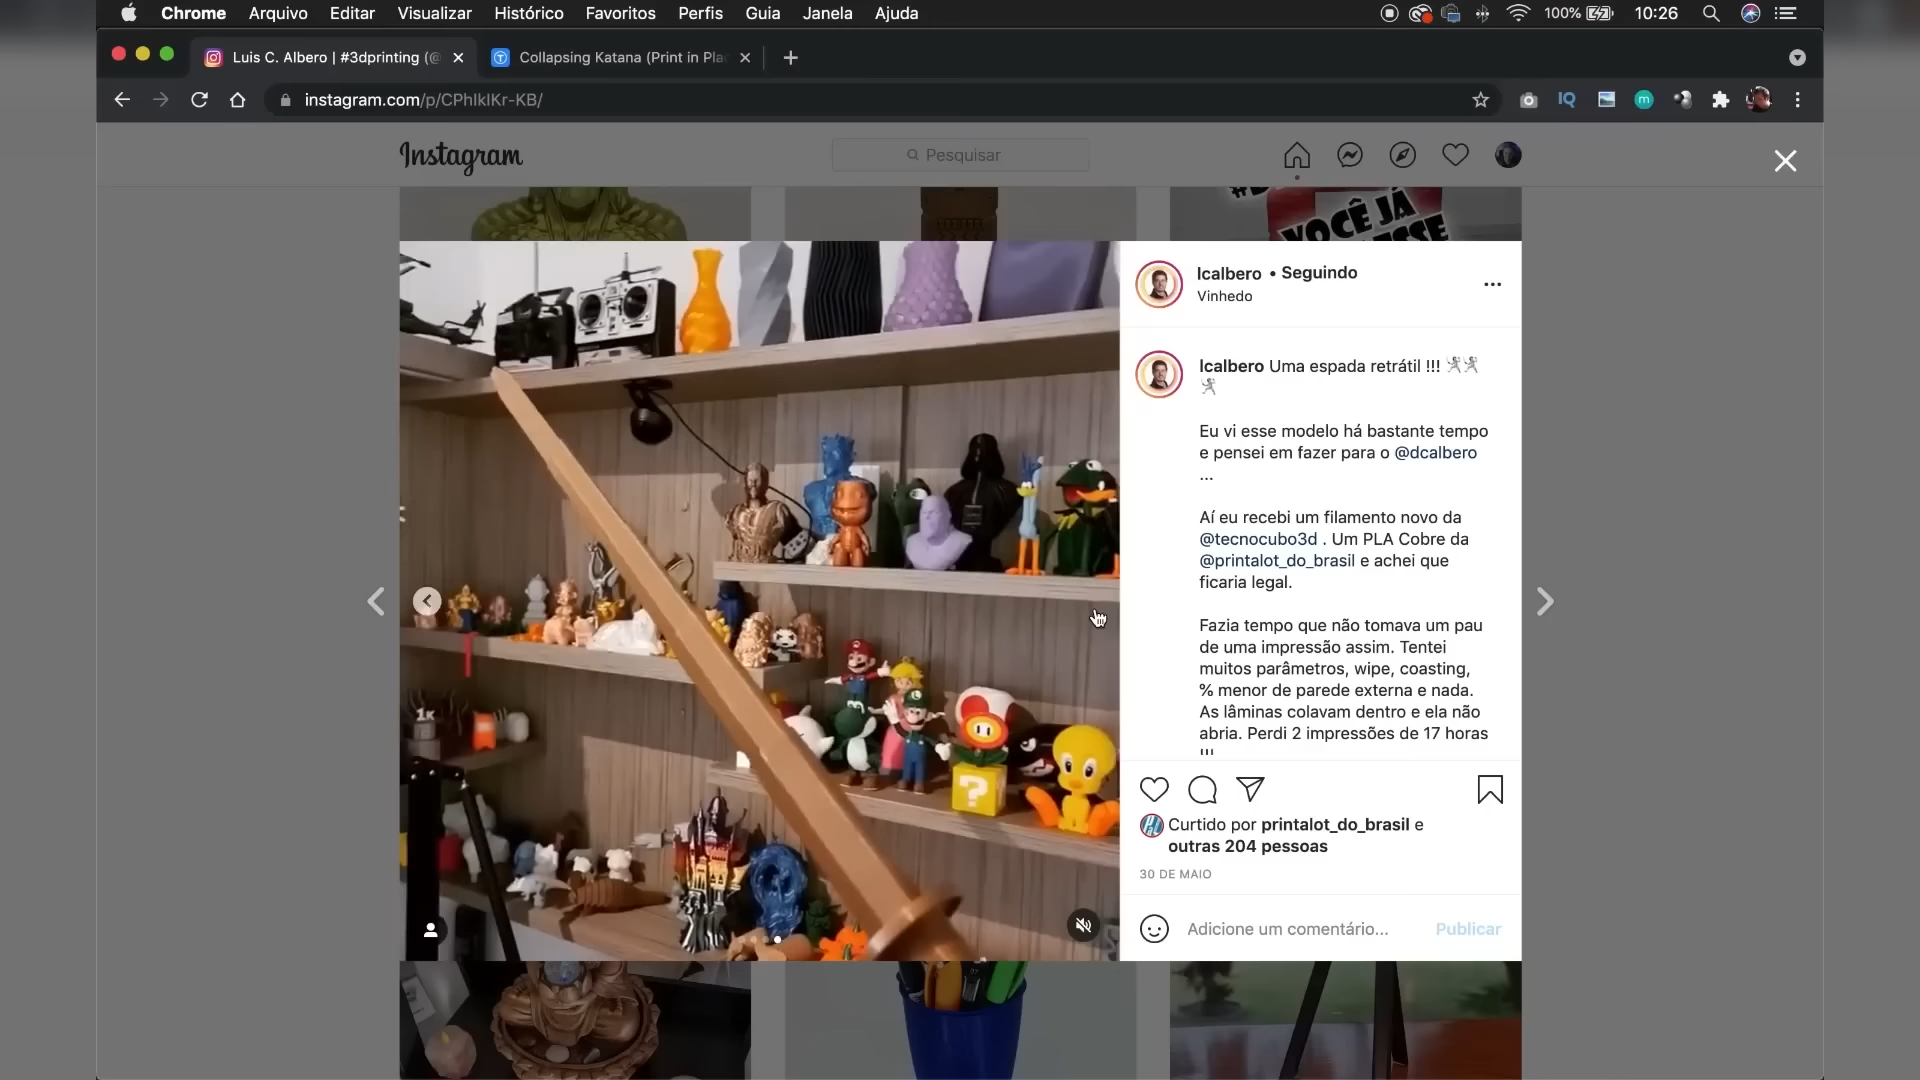 Chrome Arquivo Editar Visualizar Histórico Favoritos Perfis Guia Janela Ajuda 100% 10:26
Luis C. Albero | #3dprinting (@
Collapsing Katana (Print in Pla
instagram.com/p/CPhlkIKr-KB/
IQ
m
Instagram
Pesquisar
VOCÊ JÁ
lcalbero • Seguindo
Vinhedo
lcalbero Uma espada retrátil !!! 🤺🤺
🤺
Eu vi esse modelo há bastante tempo
e pensei em fazer para o @dcalbero
...
Aí eu recebi um filamento novo da
@tecnocubo3d . Um PLA Cobre da
@printalot_do_brasil e achei que
ficaria legal.
Fazia tempo que não tomava um pau
de uma impressão assim. Tentei
muitos parâmetros, wipe, coasting,
% menor de parede externa e nada.
As lâminas colavam dentro e ela não
abria. Perdi 2 impressões de 17 horas
!!!
1K
?
Curtido por printalot_do_brasil e
outras 204 pessoas
30 DE MAIO
Adicione um comentário...
Publicar